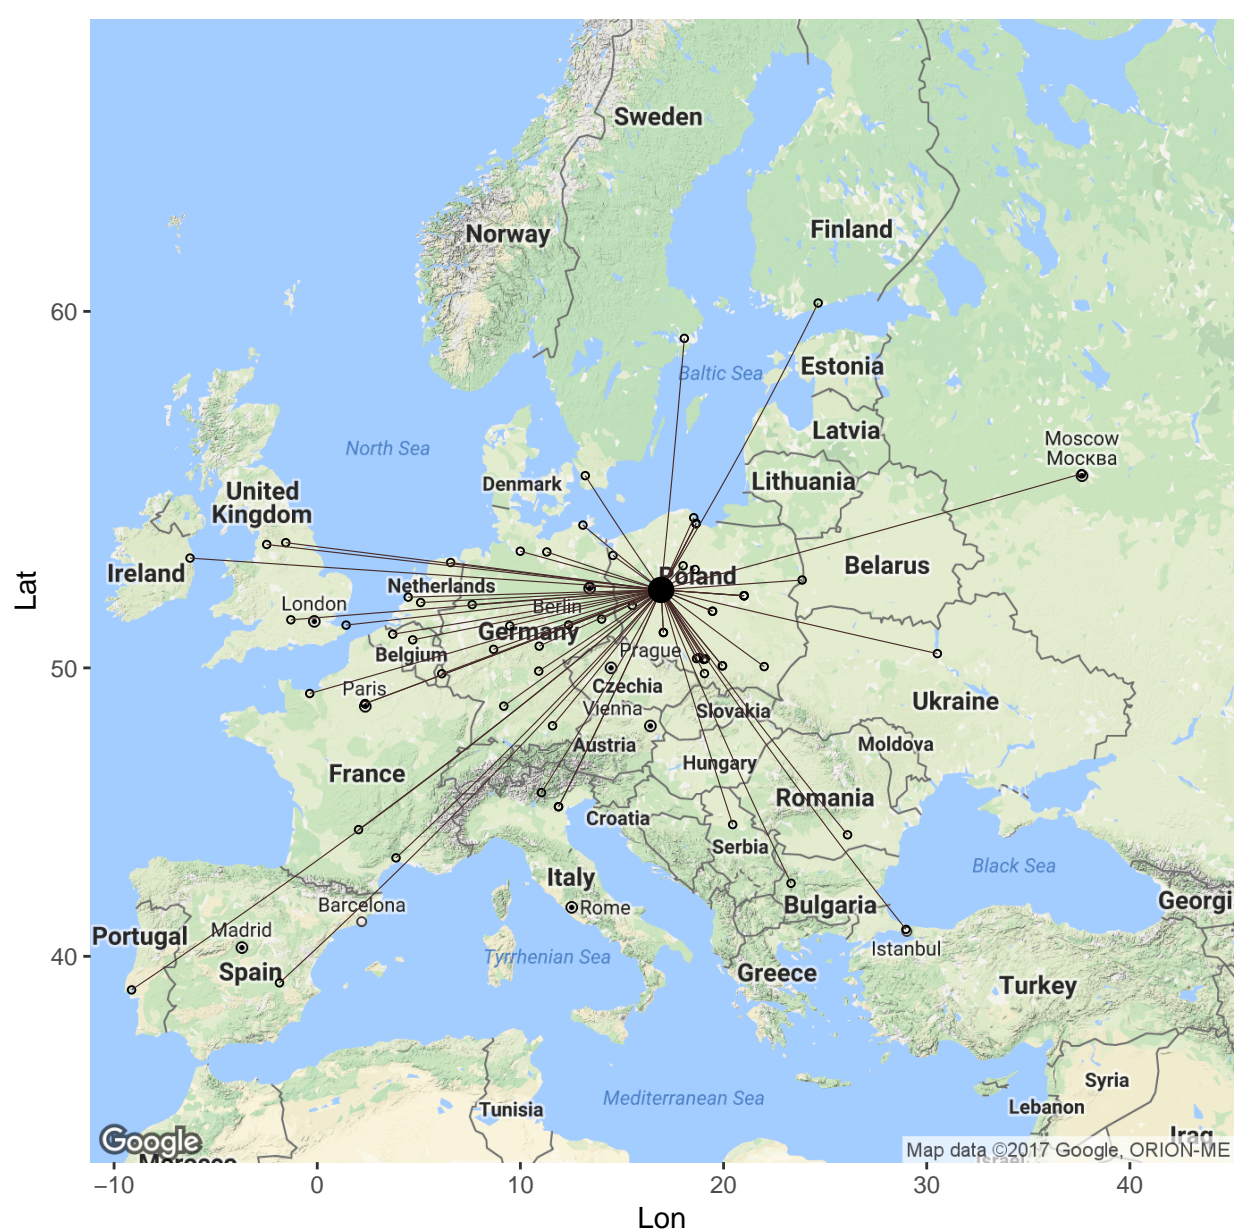 Sweden
Norway
Finland
60
Baltic Sea
Estonia
North Sea
Latvia
Moscow
Москва
Denmark
Lithuania
United
Kingdom
Ireland
Netherlands
Poland
Belarus
London
Berlin
Germany
Belgium
Prague
50
Lat
Paris
Czechia
Vienna
Slovakia
Ukraine
Austria
Moldova
France
Hungary
Romania
Croatia
Serbia
Black Sea
Italy
Barcelona
Rome
Bulgaria
Georgi
Portugal
Madrid
Istanbul
40
Spain
Tyrrhenian Sea
Greece
Turkey
Mediterranean Sea
Syria
Tunisia
Lebanon
Iraq
Google
Map data ©2017 Google, ORION-ME
Morocco
Israel
−10 0 10 20 30 40
Lon